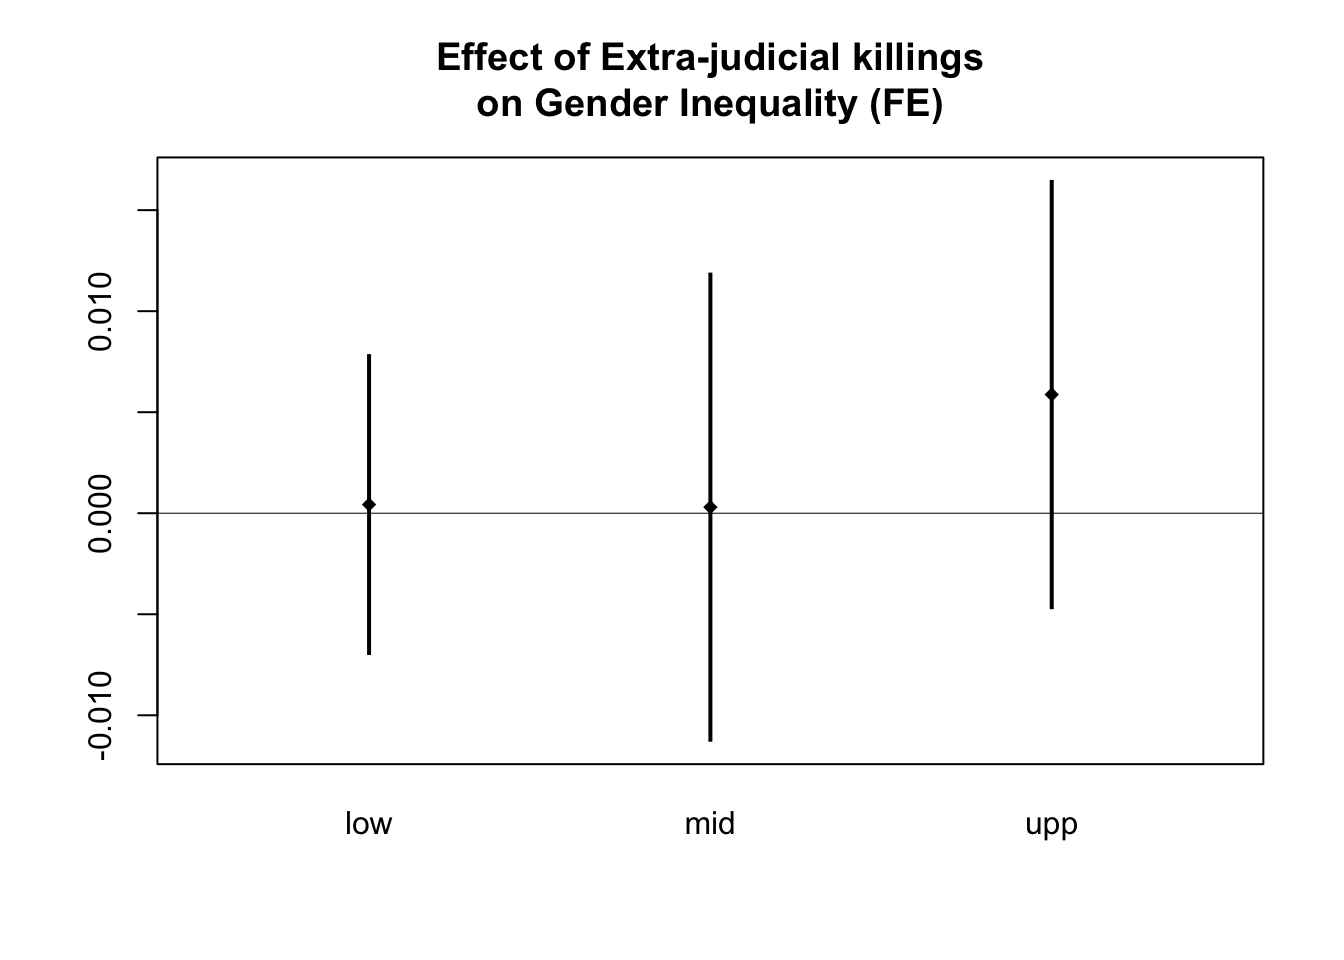 Effect of Extra-judicial killings
on Gender Inequality (FE)
0.010
0.000
-0.010
low mid upp